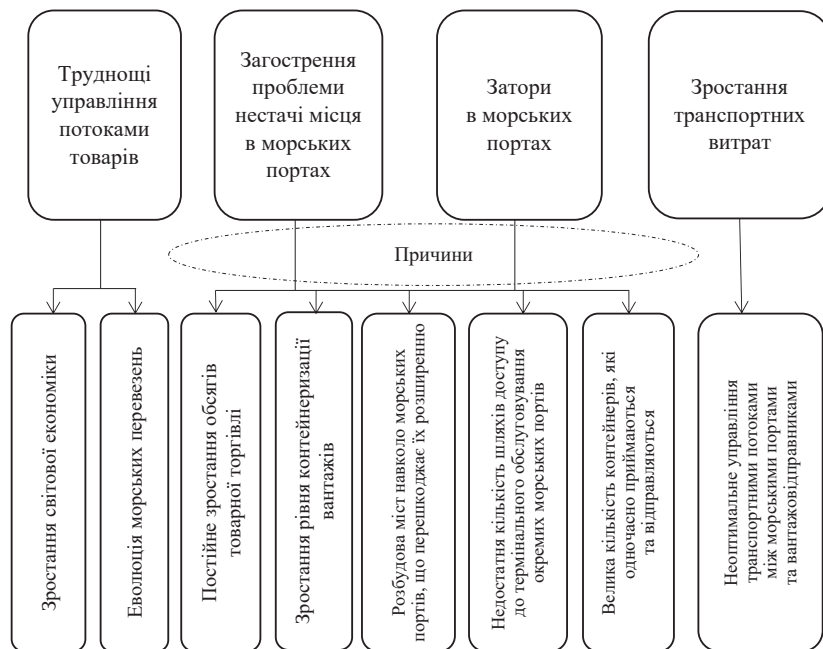 Труднощі
управління
потоками
товарів
Загострення
проблеми
нестачі місця
в морських
портах
Затори
в морських
портах
Зростання
транспортних
витрат
Причини
Зростання світової економіки
Еволюція морських перевезень
Постійне зростання обсягів
товарної торгівлі
Зростання рівня контейнеризації
вантажів
Розбудова міст навколо морських
портів, що перешкоджає їх розширенню
Недостатня кількість шляхів доступу
до термінального обслуговування
окремих морських портів
Велика кількість контейнерів, які
одночасно приймаються
та відправляються
Неоптимальне управління
транспортними потоками
між морськими портами
та вантажовідправниками